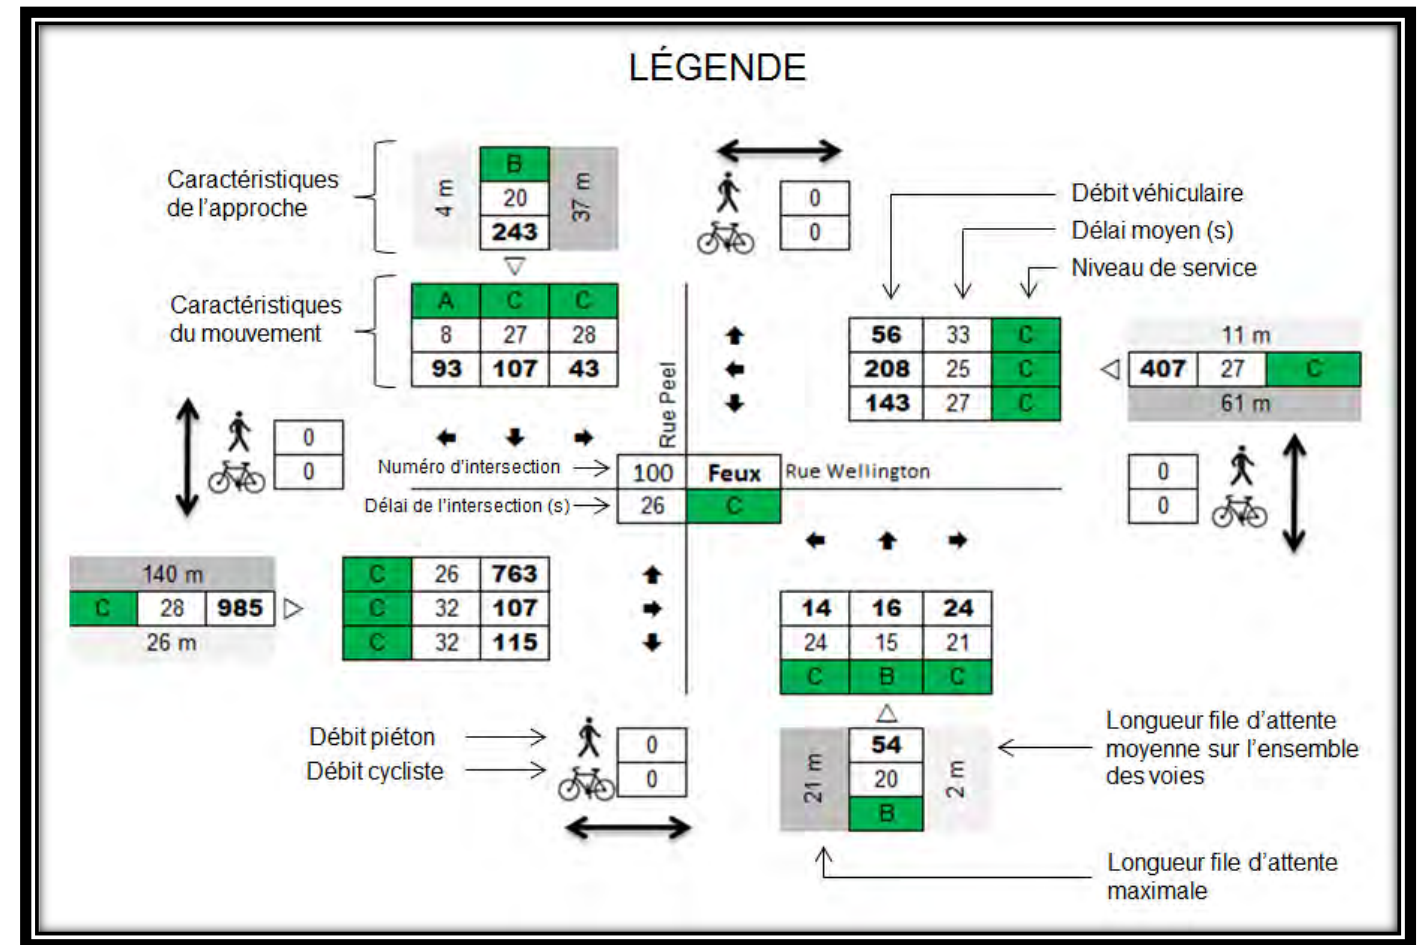 LÉGENDE
Caractéristiques
de l'approche
4 m
B
20
243
37 m
0
0
Débit véhiculaire
Délai moyen (s)
Niveau de service
Caractéristiques
du mouvement
A C C
8 27 28
93 107 43
56 33 C
208 25 C
143 27 C
11 m
407 27 C
61 m
Rue Peel
0
0
Numéro d'intersection
100 Feux Rue Wellington
Délai de l'intersection (s)
26 C
0
0
140 m
C 28 985
26 m
C 26 763
C 32 107
C 32 115
14 16 24
24 15 21
C B C
Débit piéton
Débit cycliste
0
0
21 m
54
20
B
2 m
Longueur file d'attente
moyenne sur l'ensemble
des voies
Longueur file d'attente
maximale